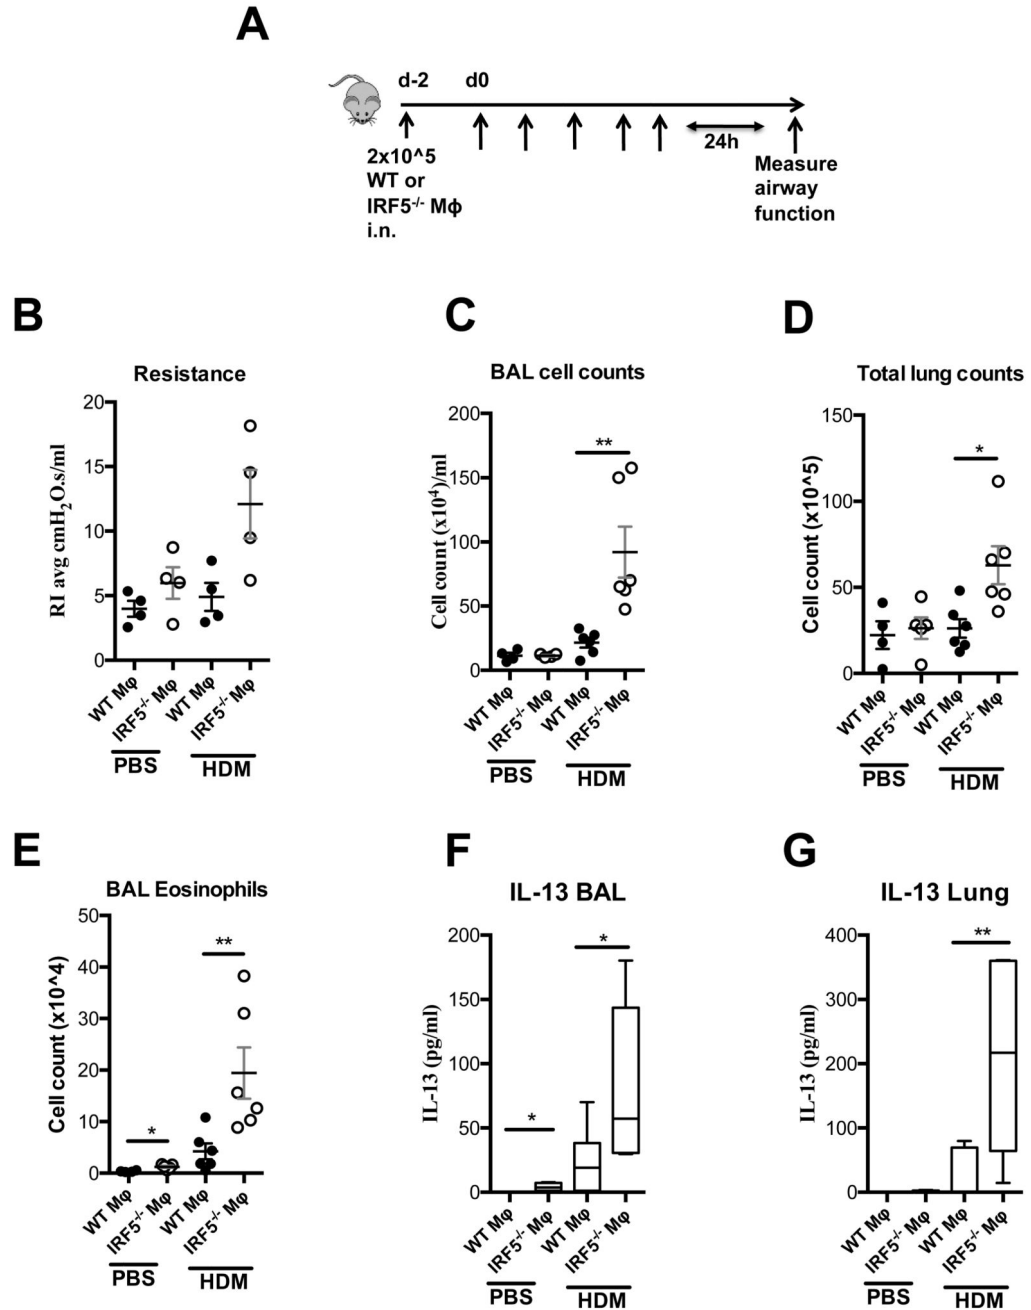 A
d-2 d0
2x10^5
WT or
IRF5-/- Mϕ
i.n.
24h
Measure
airway
function
B
Resistance
RI avg cmH2O.s/ml
20
15
10
5
0
WT Mφ
IRF5-/- Mφ
WT Mφ
IRF5-/- Mφ
PBS
HDM
C
BAL cell counts
Cell count (x10⁴)/ml
200
150
100
50
0
**
WT Mφ
IRF5-/- Mφ
WT Mφ
IRF5-/- Mφ
PBS
HDM
D
Total lung counts
Cell count (x10^5)
150
100
50
0
*
WT Mφ
IRF5-/- Mφ
WT Mφ
IRF5-/- Mφ
PBS
HDM
E
BAL Eosinophils
Cell count (x10^4)
50
40
30
20
10
0
*
**
WT Mφ
IRF5-/- Mφ
WT Mφ
IRF5-/- Mφ
PBS
HDM
F
IL-13 BAL
IL-13 (pg/ml)
200
150
100
50
0
*
*
WT Mφ
IRF5-/- Mφ
WT Mφ
IRF5-/- Mφ
PBS
HDM
G
IL-13 Lung
IL-13 (pg/ml)
400
300
200
100
0
**
WT Mφ
IRF5-/- Mφ
WT Mφ
IRF5-/- Mφ
PBS
HDM